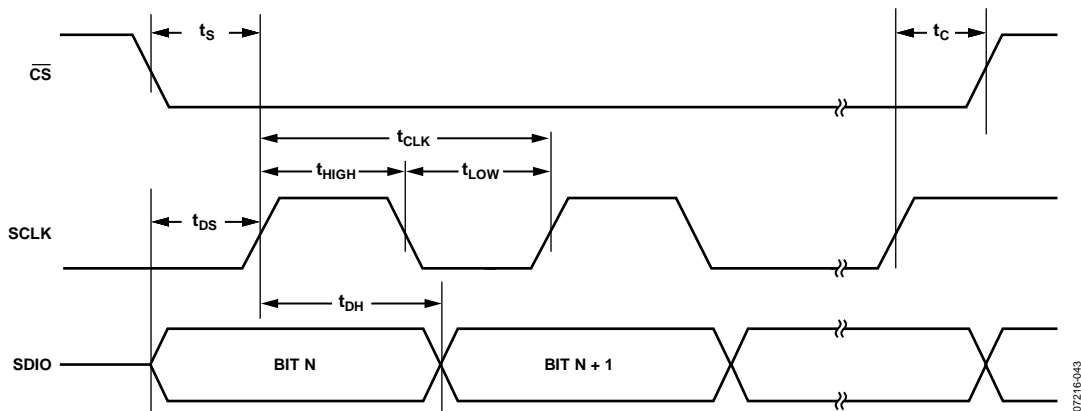 tS
tC
CS
tCLK
tHIGH
tLOW
tDS
SCLK
tDH
SDIO
BIT N
BIT N + 1
07216-043